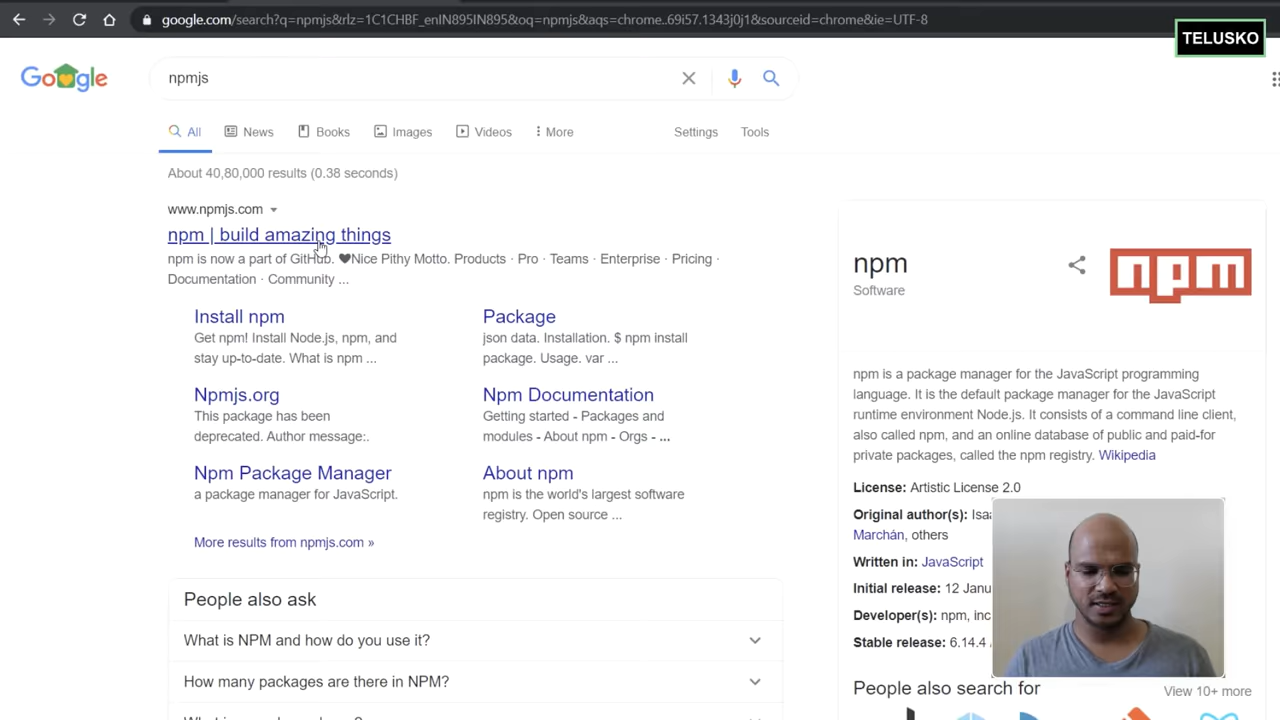 google.com/search?q=npmjs&rlz=1C1CHBF_enIN895IN895&oq=npmjs&aqs=chrome..69i57.1343j0j1&sourceid=chrome&ie=UTF-8
TELUSKO
Google
npmjs
All News Books Images Videos More Settings Tools
About 40,80,000 results (0.38 seconds)
www.npmjs.com
npm | build amazing things
npm is now a part of GitHub. ♥Nice Pithy Motto. Products · Pro · Teams · Enterprise · Pricing ·
Documentation · Community ...
Install npm
Get npm! Install Node.js, npm, and
stay up-to-date. What is npm ...
Package
json data. Installation. $ npm install
package. Usage. var ...
Npmjs.org
This package has been
deprecated. Author message:.
Npm Documentation
Getting started - Packages and
modules - About npm - Orgs - ...
Npm Package Manager
a package manager for JavaScript.
About npm
npm is the world's largest software
registry. Open source ...
More results from npmjs.com »
People also ask
What is NPM and how do you use it?
How many packages are there in NPM?
npm
Software
npm
npm is a package manager for the JavaScript programming
language. It is the default package manager for the JavaScript
runtime environment Node.js. It consists of a command line client,
also called npm, and an online database of public and paid-for
private packages, called the npm registry. Wikipedia
License: Artistic License 2.0
Original author(s):
Marchán, others
Written in: JavaScript
Initial release: 12
Developer(s): npm, inc
Stable release: 6.14.4
People also search for
View 10+ more